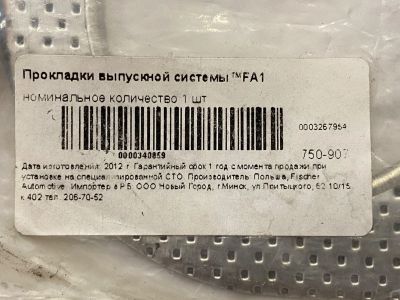 Прокладки выпускной системы ™FA1
номинальное количество 1 шт
0003267954
0000340859
750-907
Дата изготовления: 2012 г. Гарантийный срок 1 год с момента продажи при
установке на специализированной СТО. Производитель: Польша, Fischer
Automotive. Импортер в РБ: ООО Новый Город, г.Минск, ул.Притыцкого, 62 10/15,
к.402 тел. 206-70-52